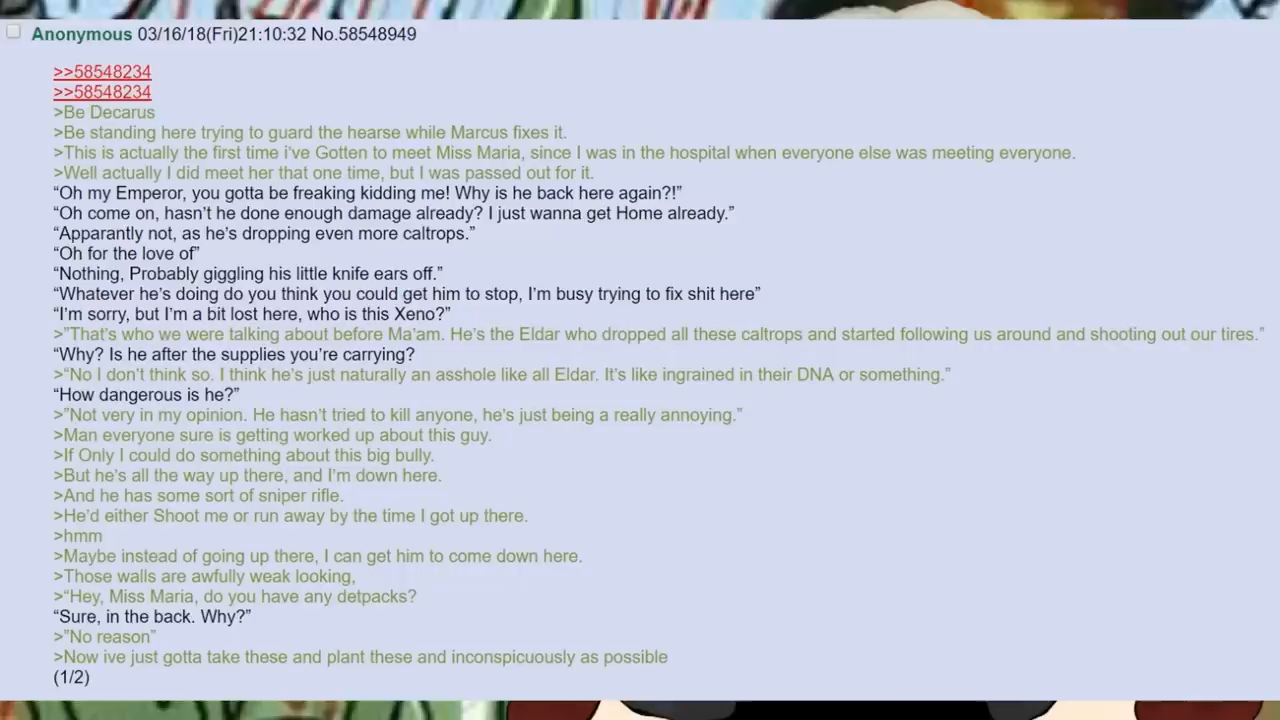 Anonymous 03/16/18(Fri)21:10:32 No.58548949
>>58548234
>>58548234
>Be Decarus
>Be standing here trying to guard the hearse while Marcus fixes it.
>This is actually the first time i've Gotten to meet Miss Maria, since I was in the hospital when everyone else was meeting everyone.
>Well actually I did meet her that one time, but I was passed out for it.
“Oh my Emperor, you gotta be freaking kidding me! Why is he back here again?!”
“Oh come on, hasn’t he done enough damage already? I just wanna get Home already.”
“Apparantly not, as he’s dropping even more caltrops.”
“Oh for the love of”
“Nothing, Probably giggling his little knife ears off.”
“Whatever he’s doing do you think you could get him to stop, I’m busy trying to fix shit here”
“I’m sorry, but I’m a bit lost here, who is this Xeno?”
>”That’s who we were talking about before Ma’am. He’s the Eldar who dropped all these caltrops and started following us around and shooting out our tires.”
“Why? Is he after the supplies you’re carrying?
>“No I don’t think so. I think he’s just naturally an asshole like all Eldar. It’s like ingrained in their DNA or something.”
“How dangerous is he?”
>”Not very in my opinion. He hasn’t tried to kill anyone, he’s just being a really annoying.”
>Man everyone sure is getting worked up about this guy.
>If Only I could do something about this big bully.
>But he’s all the way up there, and I’m down here.
>And he has some sort of sniper rifle.
>He’d either Shoot me or run away by the time I got up there.
>hmm
>Maybe instead of going up there, I can get him to come down here.
>Those walls are awfully weak looking,
>“Hey, Miss Maria, do you have any detpacks?
“Sure, in the back. Why?”
>”No reason”
>Now ive just gotta take these and plant these and inconspicuously as possible
(1/2)